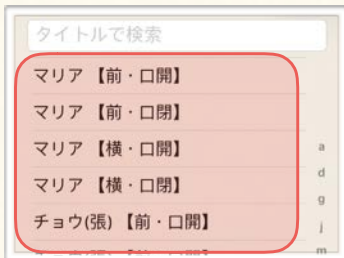 タイトルで検索
マリア 【前・口開】
マリア 【前・口閉】
マリア 【横・口開】
a
マリア 【横・口閉】
d
g
チョウ(張) 【前・口開】
j
m